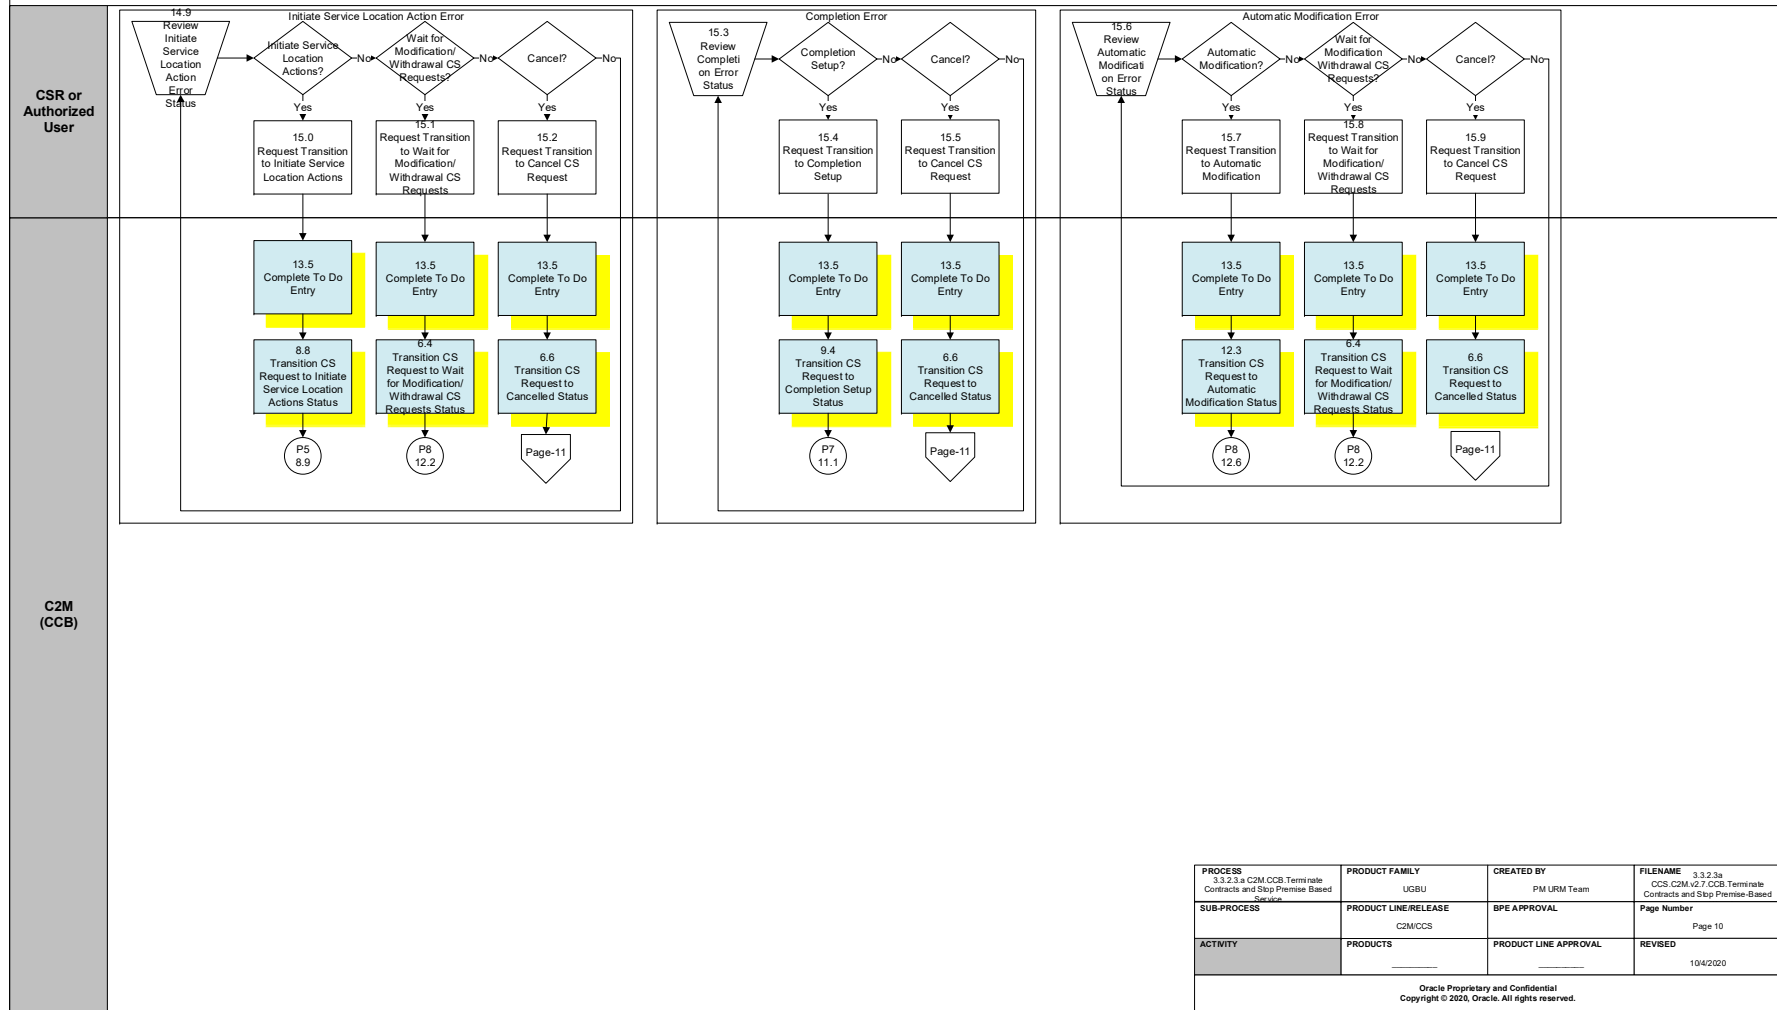 CSR or
Authorized
User
C2M
(CCB)
Initiate Service Location Action Error
14.9
Review
Initiate
Service
Location
Action
Error
Status
Initiate Service
Location
Actions?
No
Wait for
Modification/
Withdrawal CS
Requests?
No
Cancel?
No
Yes
Yes
Yes
15.0
Request Transition
to Initiate Service
Location Actions
15.1
Request Transition
to Wait for
Modification/
Withdrawal CS
Requests
15.2
Request Transition
to Cancel CS
Request
13.5
Complete To Do
Entry
13.5
Complete To Do
Entry
13.5
Complete To Do
Entry
8.8
Transition CS
Request to Initiate
Service Location
Actions Status
6.4
Transition CS
Request to Wait
for Modification/
Withdrawal CS
Requests Status
6.6
Transition CS
Request to
Cancelled Status
P5
8.9
P8
12.2
Page-11
Completion Error
15.3
Review
Completi
on Error
Status
Completion
Setup?
No
Cancel?
No
Yes
Yes
15.4
Request Transition
to Completion
Setup
15.5
Request Transition
to Cancel CS
Request
13.5
Complete To Do
Entry
13.5
Complete To Do
Entry
9.4
Transition CS
Request to
Completion Setup
Status
6.6
Transition CS
Request to
Cancelled Status
P7
11.1
Page-11
Automatic Modification Error
15.6
Review
Automatic
Modificati
on Error
Status
Automatic
Modification?
No
Wait for
Modification
Withdrawal CS
Requests?
No
Cancel?
No
Yes
Yes
Yes
15.7
Request Transition
to Automatic
Modification
15.8
Request Transition
to Wait for
Modification/
Withdrawal CS
Requests
15.9
Request Transition
to Cancel CS
Request
13.5
Complete To Do
Entry
13.5
Complete To Do
Entry
13.5
Complete To Do
Entry
12.3
Transition CS
Request to
Automatic
Modification Status
6.4
Transition CS
Request to Wait
for Modification/
Withdrawal CS
Requests Status
6.6
Transition CS
Request to
Cancelled Status
P8
12.6
P8
12.2
Page-11
PROCESS
3.3.2.3.a C2M.CCB.Terminate
Contracts and Stop Premise Based
Service
PRODUCT FAMILY
UGBU
CREATED BY
PM URM Team
FILENAME
3.3.2.3a
CCS.C2M.v2.7.CCB.Terminate
Contracts and Stop Premise-Based
SUB-PROCESS
PRODUCT LINE/RELEASE
C2M/CCS
BPE APPROVAL
Page Number
Page 10
ACTIVITY
PRODUCTS
PRODUCT LINE APPROVAL
REVISED
10/4/2020
Oracle Proprietary and Confidential
Copyright © 2020, Oracle. All rights reserved.